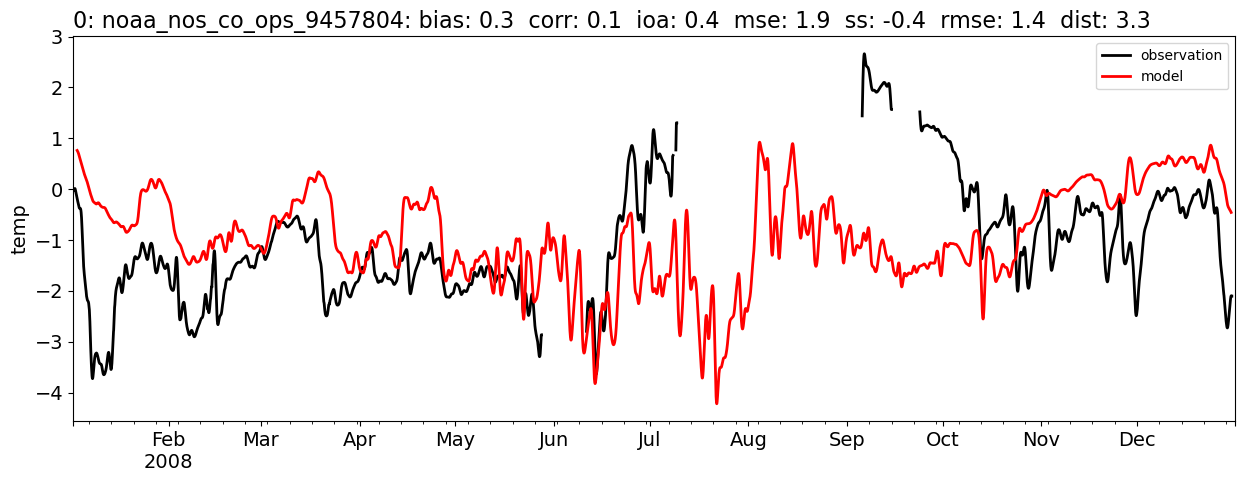 0: noaa_nos_co_ops_9457804: bias: 0.3  corr: 0.1  ioa: 0.4  mse: 1.9  ss: -0.4  rmse: 1.4  dist: 3.3
observation
model
temp
3
2
1
0
−1
−2
−3
−4
Feb Mar Apr May Jun Jul Aug Sep Oct Nov Dec
2008